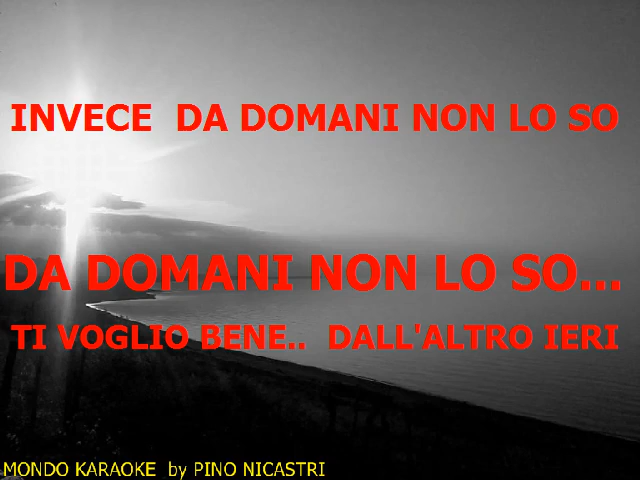 INVECE  DA DOMANI NON LO SO
DA DOMANI NON LO SO...
TI VOGLIO BENE..  DALL'ALTRO IERI
MONDO KARAOKE  by PINO NICASTRI